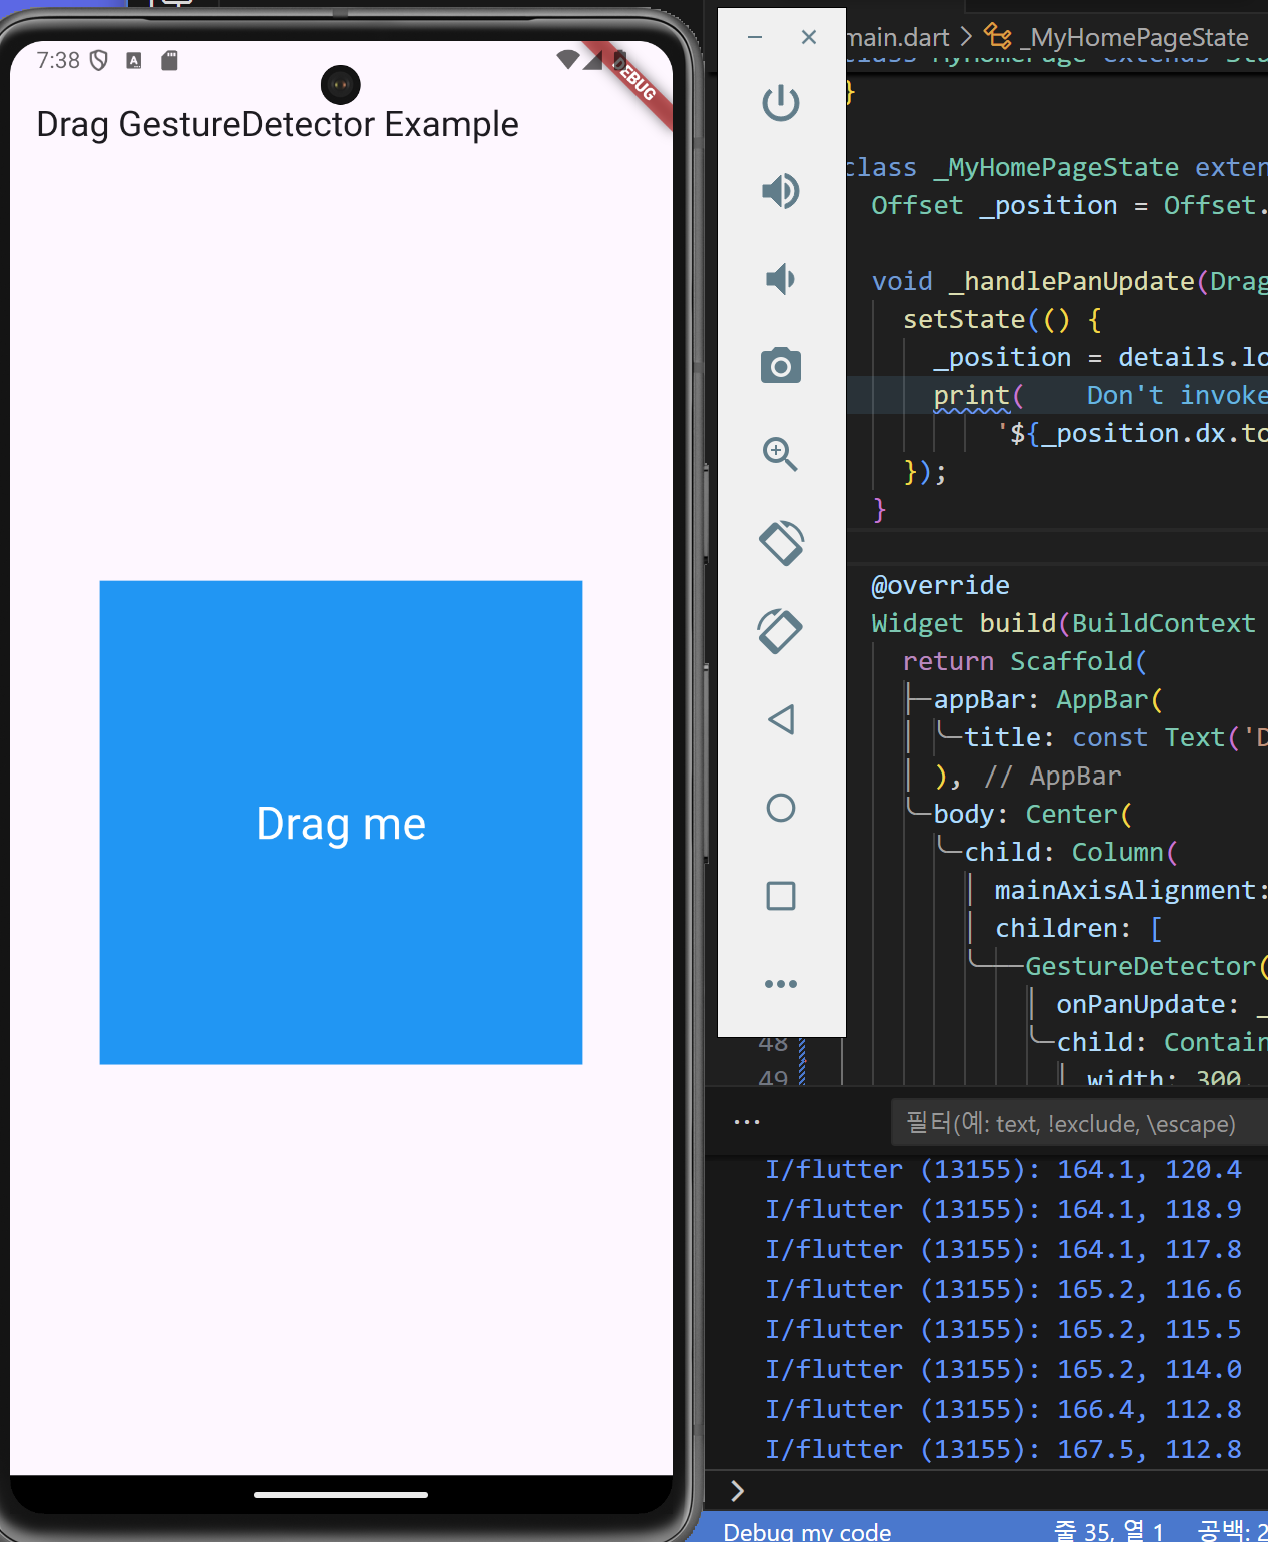 7:38
A
DEBUG
Drag GestureDetector Example
Drag me
main.dart > _MyHomePageState
}
class _MyHomePageState exten
Offset _position = Offset.
void _handlePanUpdate(Drag
setState(() {
_position = details.lo
print( Don't invoke
'${_position.dx.to
});
}
@override
Widget build(BuildContext
return Scaffold(
appBar: AppBar(
title: const Text('D
), // AppBar
body: Center(
child: Column(
mainAxisAlignment:
children: [
GestureDetector(
onPanUpdate: _
48 child: Contain
49 width: 300,
필터(예: text, !exclude, \escape)
I/flutter (13155): 164.1, 120.4
I/flutter (13155): 164.1, 118.9
I/flutter (13155): 164.1, 117.8
I/flutter (13155): 165.2, 116.6
I/flutter (13155): 165.2, 115.5
I/flutter (13155): 165.2, 114.0
I/flutter (13155): 166.4, 112.8
I/flutter (13155): 167.5, 112.8
>
Debug my code 줄 35, 열 1 공백: 2